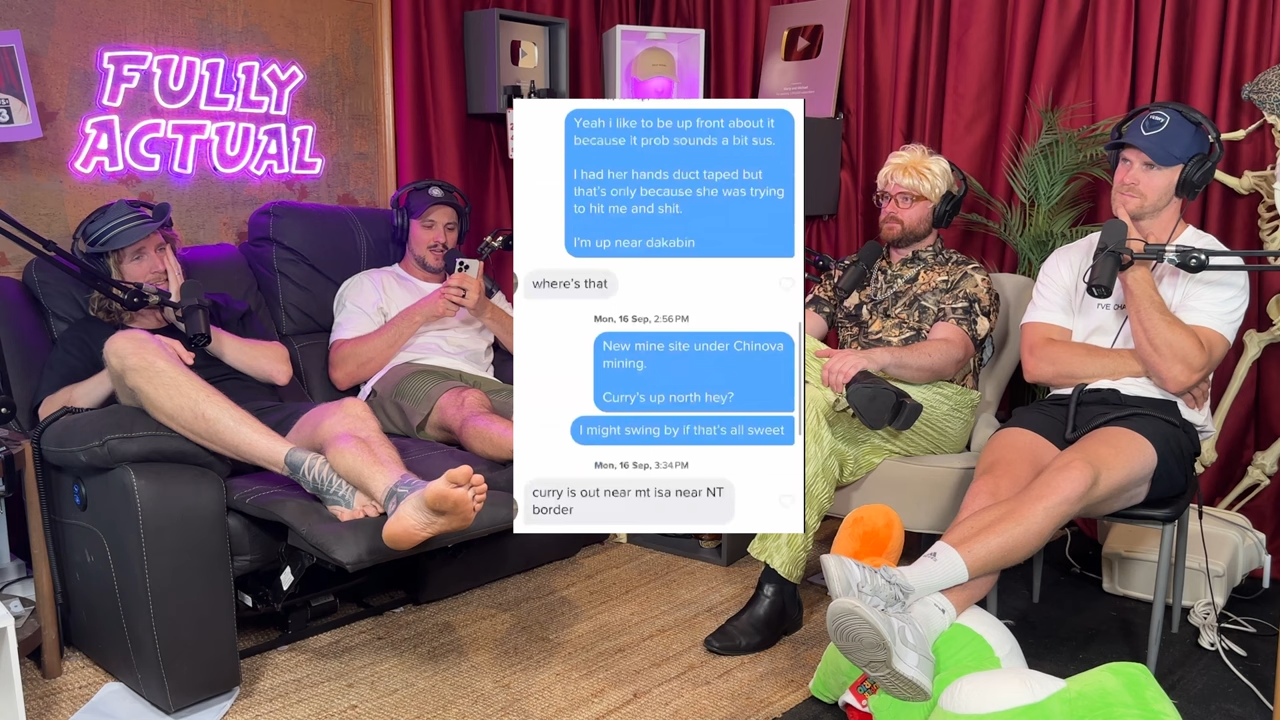 FULLY
ACTUAL
Yeah i like to be up front about it
because it prob sounds a bit sus.
I had her hands duct taped but
that's only because she was trying
to hit me and shit.
I'm up near dakabin
where's that
Mon, 16 Sep, 2:56 PM
New mine site under Chinova
mining.
Curry's up north hey?
I might swing by if that's all sweet
Mon, 16 Sep, 3:34 PM
curry is out near mt isa near NT
border